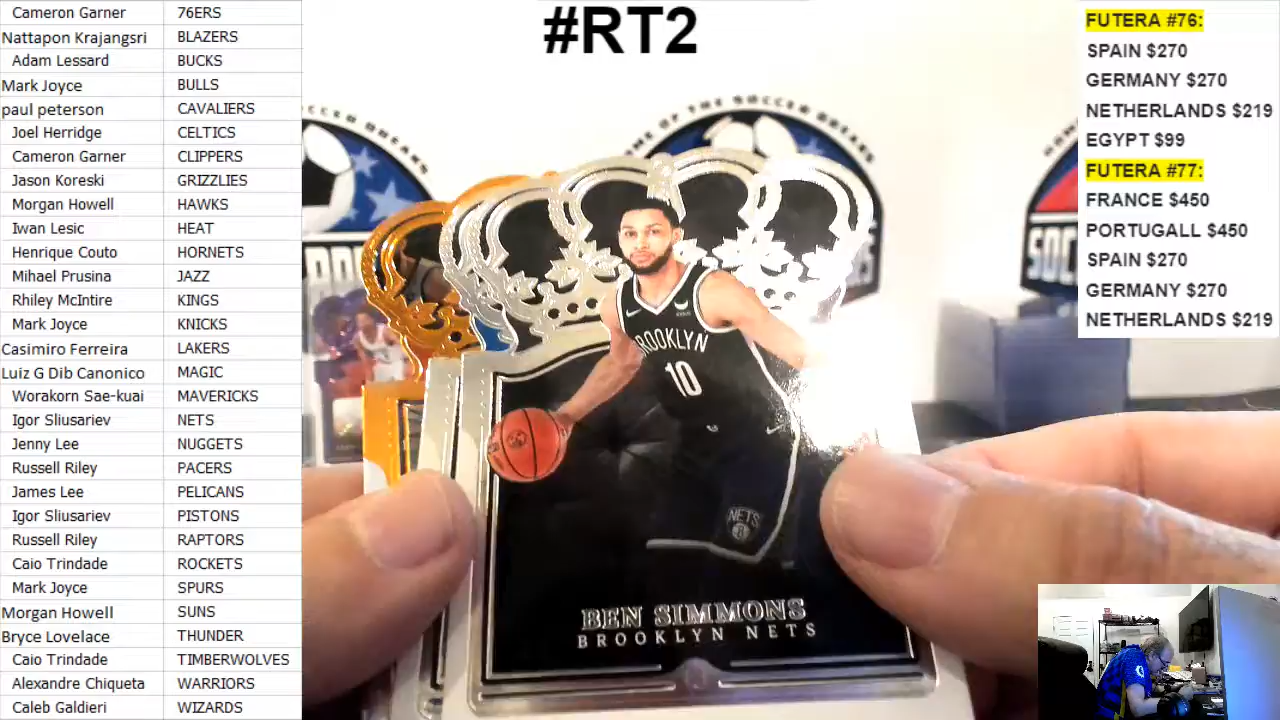 Cameron Garner 76ERS
Nattapon Krajangsri BLAZERS
Adam Lessard BUCKS
Mark Joyce BULLS
paul peterson CAVALIERS
Joel Herridge CELTICS
Cameron Garner CLIPPERS
Jason Koreski GRIZZLIES
Morgan Howell HAWKS
Iwan Lesic HEAT
Henrique Couto HORNETS
Mihael Prusina JAZZ
Rhiley McIntire KINGS
Mark Joyce KNICKS
Casimiro Ferreira LAKERS
Luiz G Dib Canonico MAGIC
Worakorn Sae-kuai MAVERICKS
Igor Sliusariev NETS
Jenny Lee NUGGETS
Russell Riley PACERS
James Lee PELICANS
Igor Sliusariev PISTONS
Russell Riley RAPTORS
Caio Trindade ROCKETS
Mark Joyce SPURS
Morgan Howell SUNS
Bryce Lovelace THUNDER
Caio Trindade TIMBERWOLVES
Alexandre Chiqueta WARRIORS
Caleb Galdieri WIZARDS
#RT2
OF THE SOCCER BREAKS
BROOKLYN
10
NETS
BEN SIMMONS
BROOKLYN NETS
FUTERA #76:
SPAIN $270
GERMANY $270
NETHERLANDS $219
EGYPT $99
FUTERA #77:
FRANCE $450
PORTUGALL $450
SPAIN $270
GERMANY $270
NETHERLANDS $219